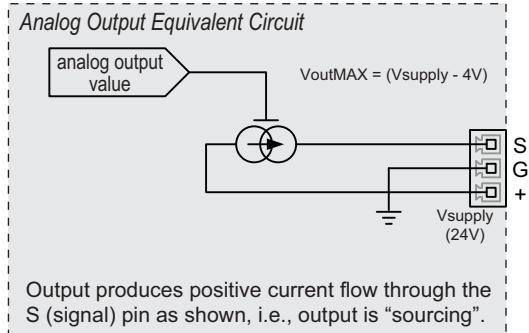 Analog Output Equivalent Circuit
analog output
value
VoutMAX = (Vsupply - 4V)
S
G
+
Vsupply
(24V)
Output produces positive current flow through the
S (signal) pin as shown, i.e., output is “sourcing”.